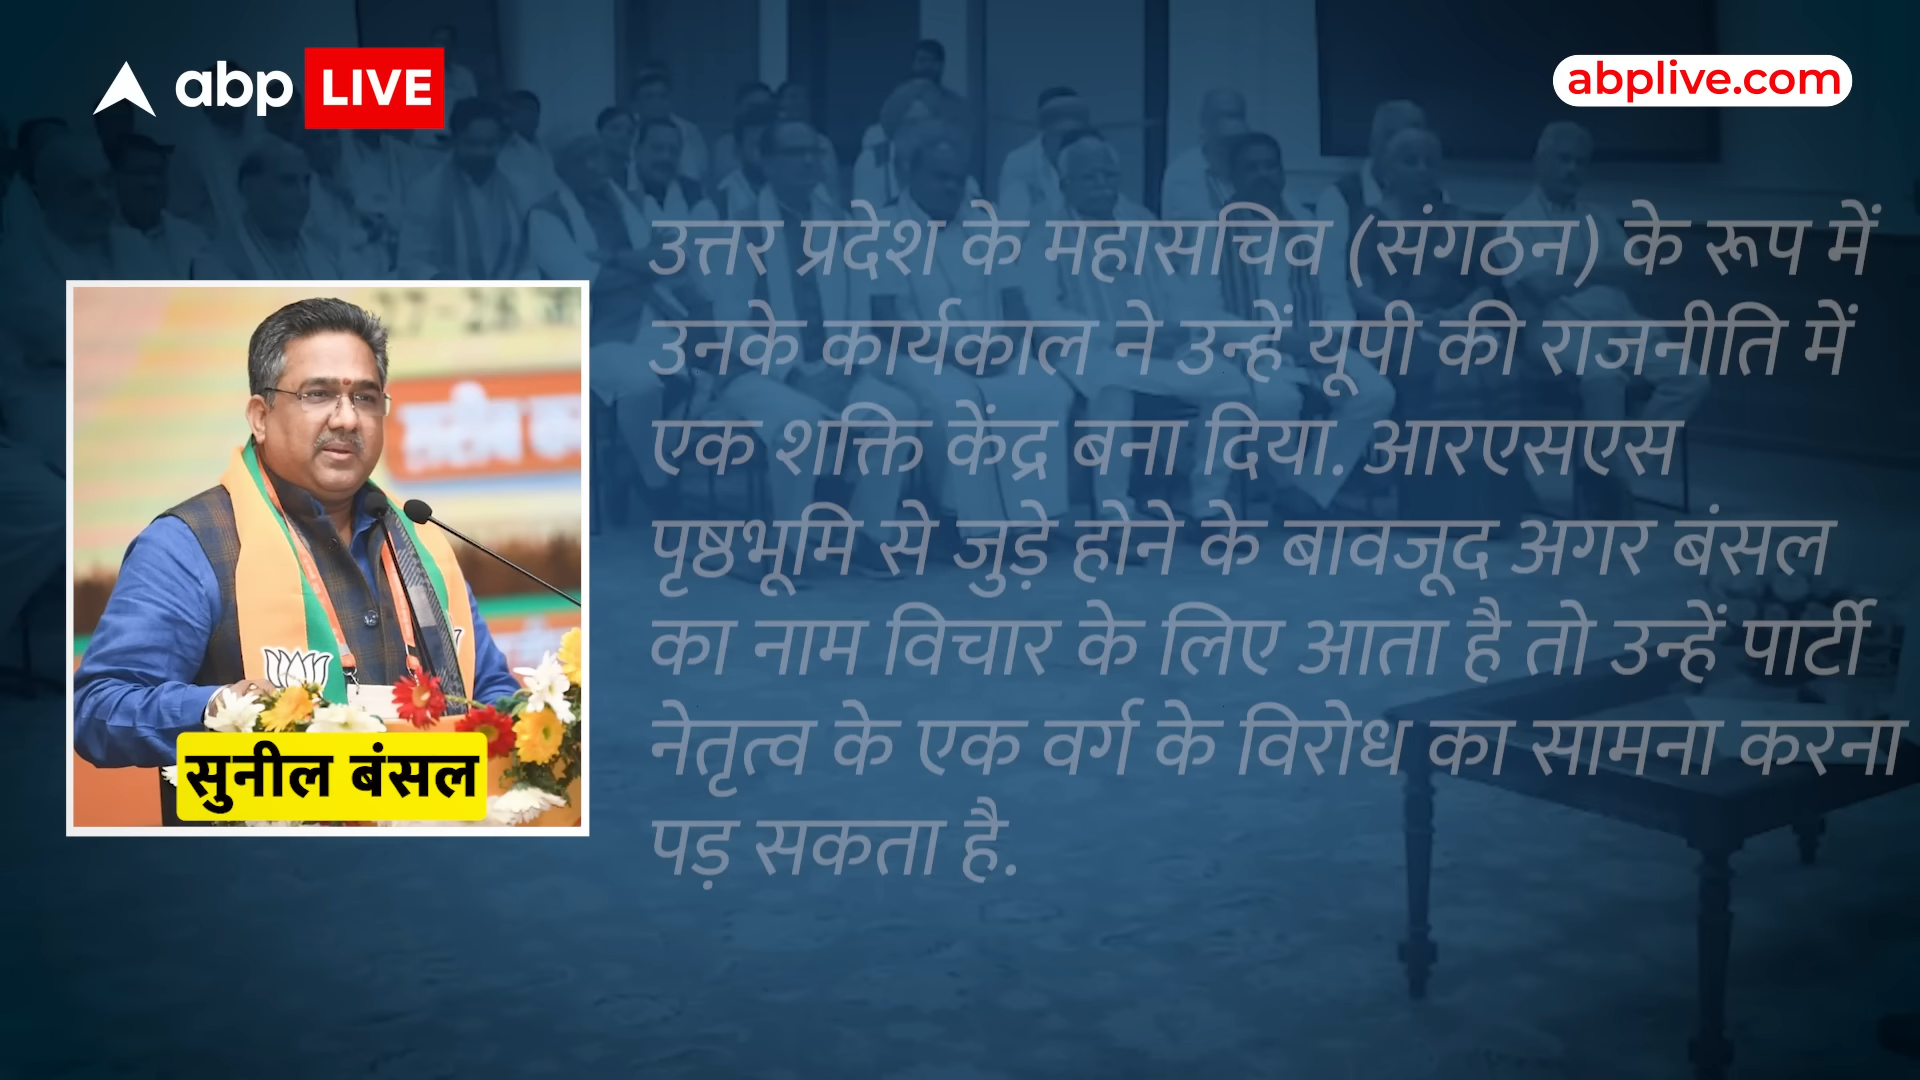 abp LIVE
abplive.com
उत्तर प्रदेश के महासचिव (संगठन) के रूप में
उनके कार्यकाल ने उन्हें यूपी की राजनीति में
एक शक्ति केंद्र बना दिया. आरएसएस
पृष्ठभूमि से जुड़े होने के बावजूद अगर बंसल
का नाम विचार के लिए आता है तो उन्हें पार्टी
नेतृत्व के एक वर्ग के विरोध का सामना करना
पड़ सकता है.
सुनील बंसल